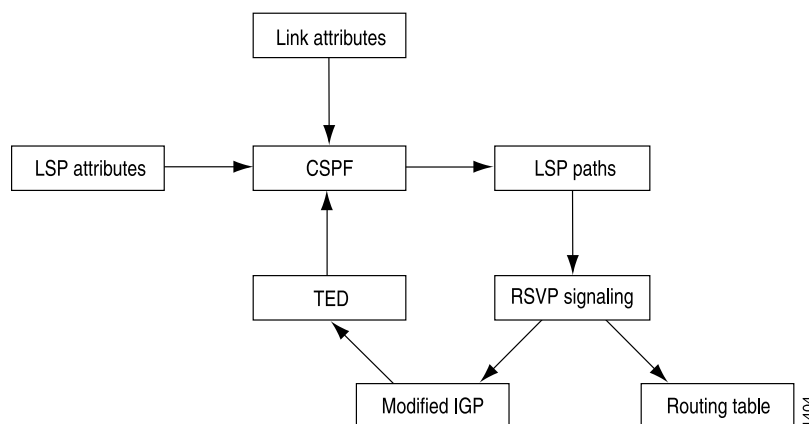 Link attributes
LSP attributes
CSPF
LSP paths
TED
RSVP signaling
Modified IGP
Routing table